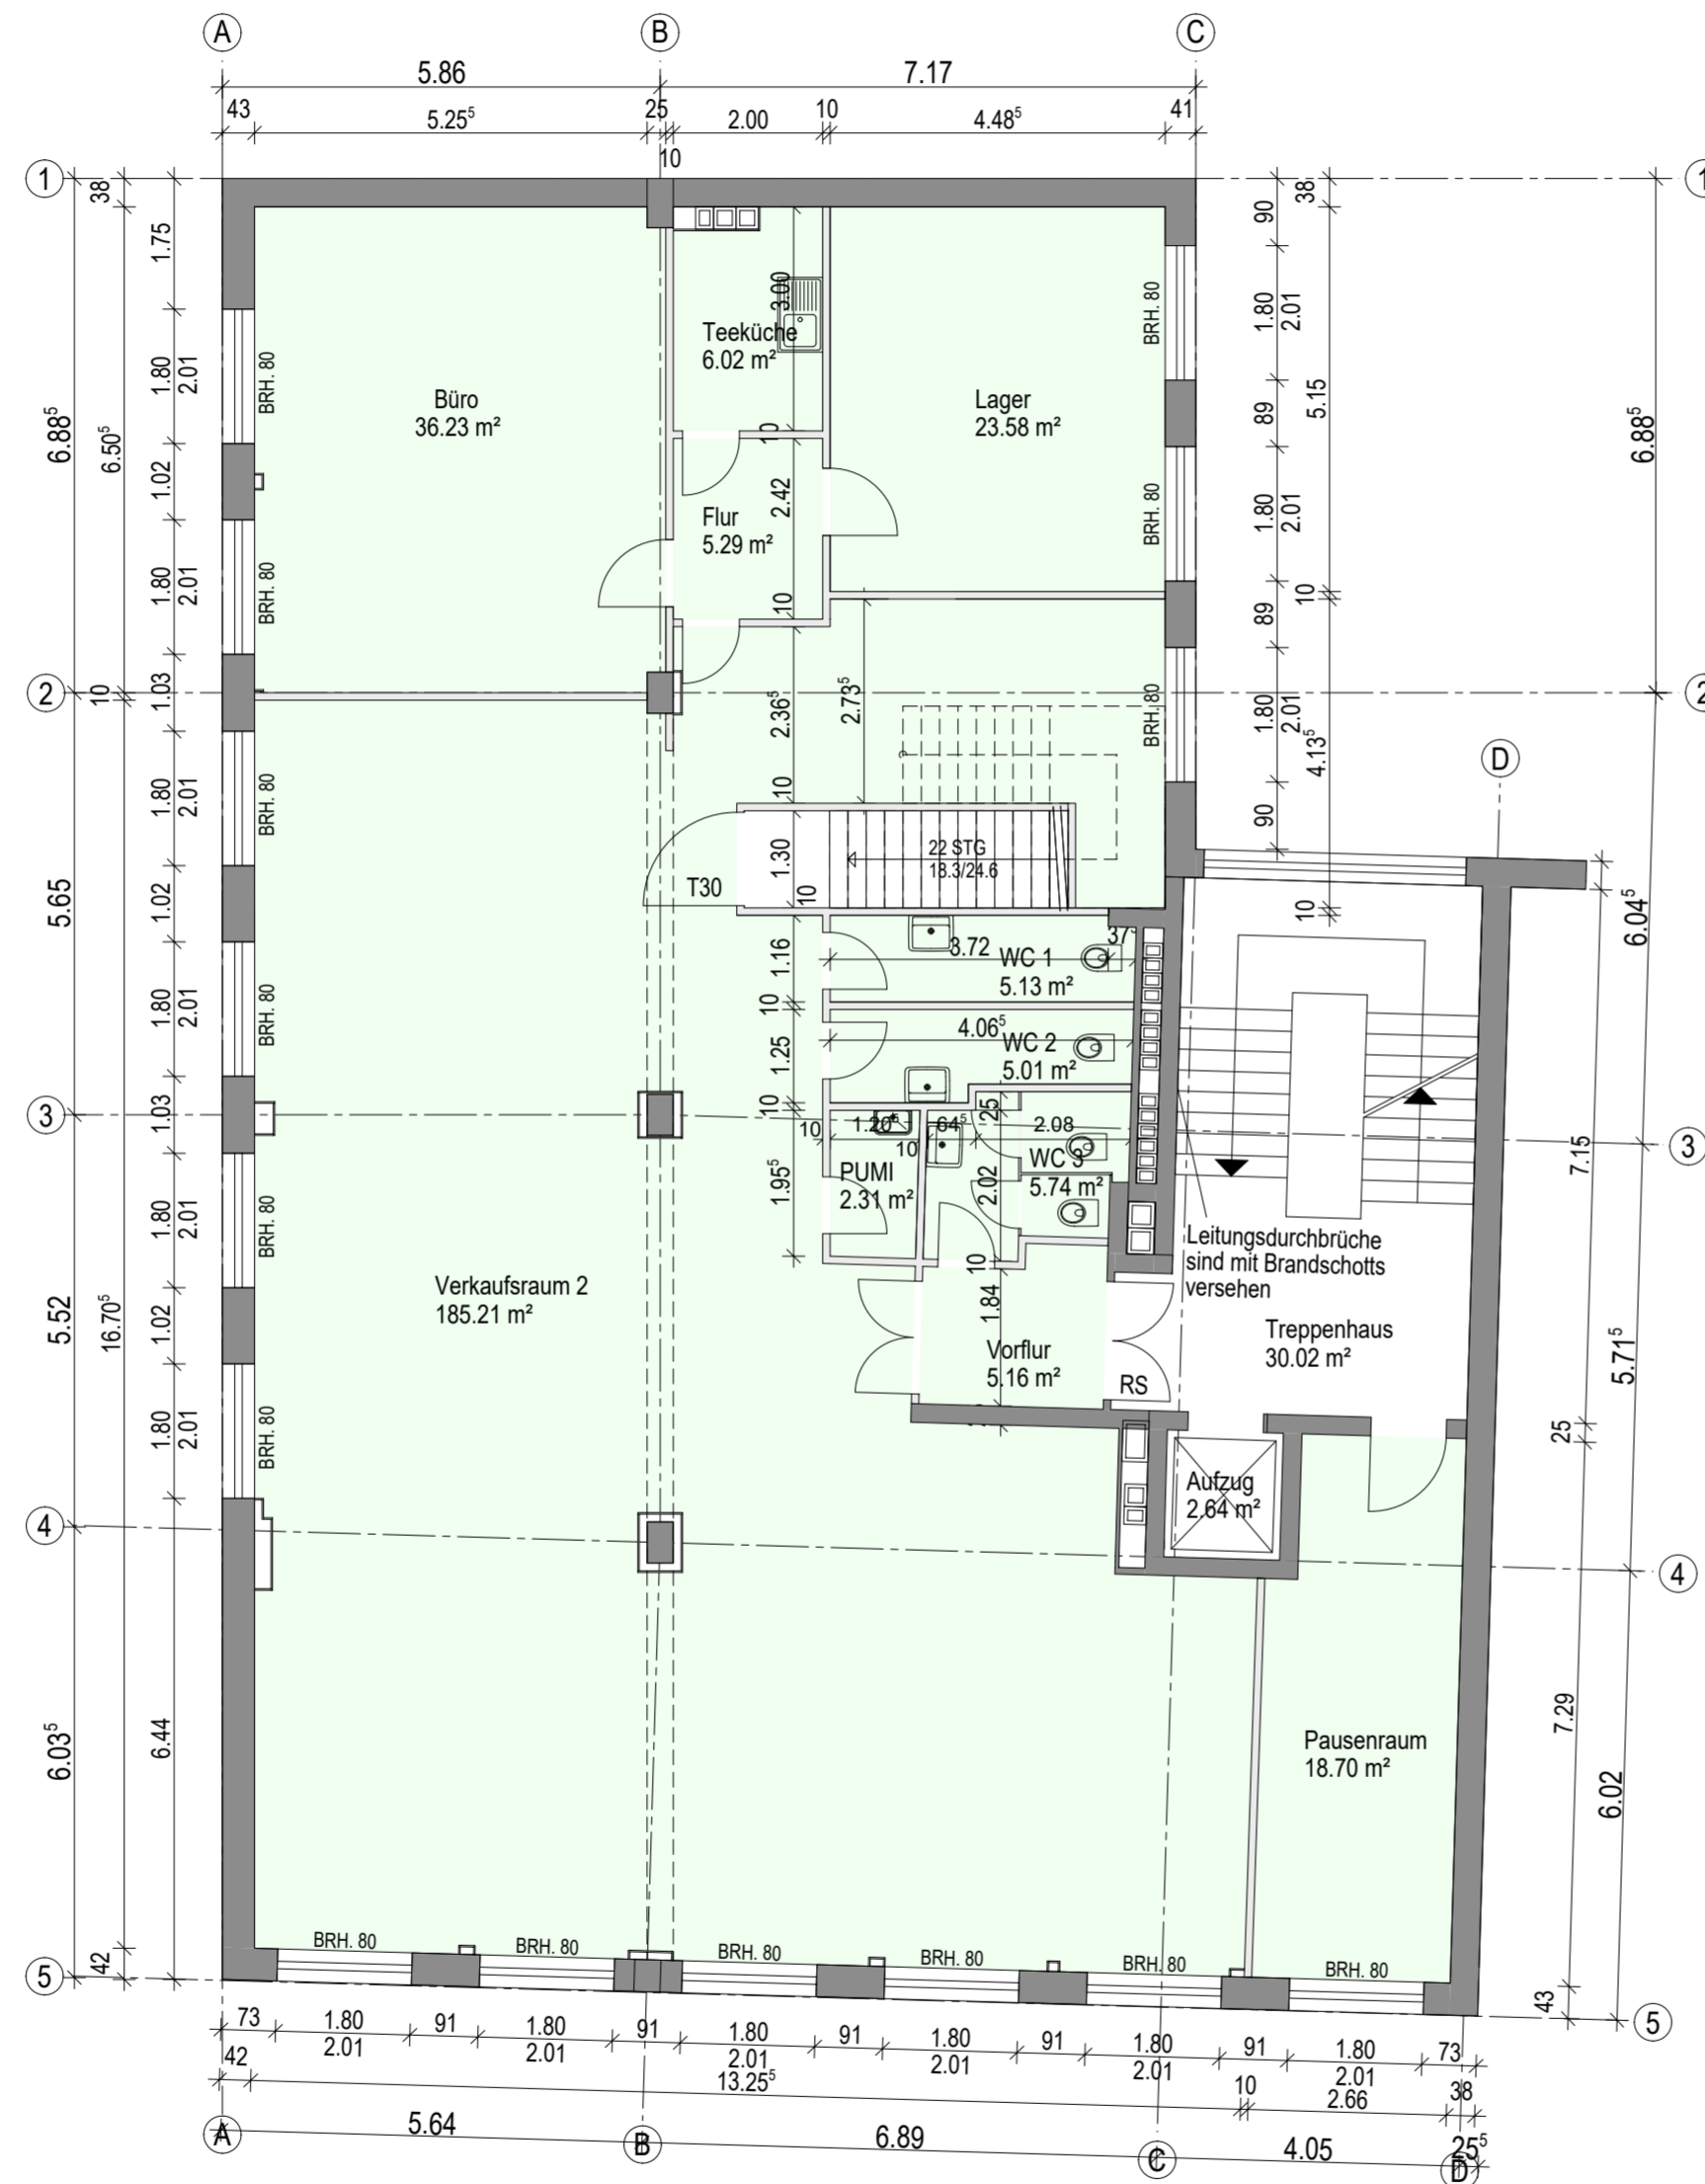 A
B
C
5.86
7.17
43
5.25⁵
25
2.00
10
4.48⁵
41
10
1
1
38
1.75
90
38
Teeküche
6.02 m²
3.00
BRH. 80
1.80
2.01
BRH. 80
1.80
2.01
Büro
36.23 m²
Lager
23.58 m²
6.88⁵
6.50⁵
89
5.15
6.88⁵
10
1.02
2.42
Flur
5.29 m²
BRH. 80
1.80
2.01
1.80
2.01
BRH. 80
10
10
89
2
10
1.03
2
2.36⁵
2.73⁵
BRH. 80
1.80
2.01
4.13⁵
D
1.80
2.01
BRH. 80
10
90
1.30
22 STG
18.3/24.6
T30
10
10
5.65
1.02
6.04⁵
1.16
3.72
37⁵
WC 1
5.13 m²
1.80
2.01
BRH. 80
10
4.06⁵
WC 2
5.01 m²
1.25
3
1.03
10
10
1.20⁵
10
64⁵
25
2.08
3
7.15
WC 3
5.74 m²
PUMI
2.31 m²
1.95⁵
2.02
1.80
2.01
BRH. 80
Leitungsdurchbrüche
sind mit Brandschotts
versehen
10
Verkaufsraum 2
185.21 m²
1.84
5.52
16.70⁵
1.02
Treppenhaus
30.02 m²
Vorflur
5.16 m²
5.71⁵
RS
1.80
2.01
BRH. 80
25
Aufzug
2.64 m²
4
4
6.03⁵
6.44
7.29
Pausenraum
18.70 m²
6.02
BRH. 80
BRH. 80
BRH. 80
BRH. 80
BRH. 80
BRH. 80
42
5
43
5
73
1.80
2.01
91
1.80
2.01
91
1.80
2.01
91
1.80
2.01
91
1.80
2.01
91
1.80
2.01
73
42
13.25⁵
10
2.66
38
5.64
6.89
4.05
25⁵
A
B
C
D